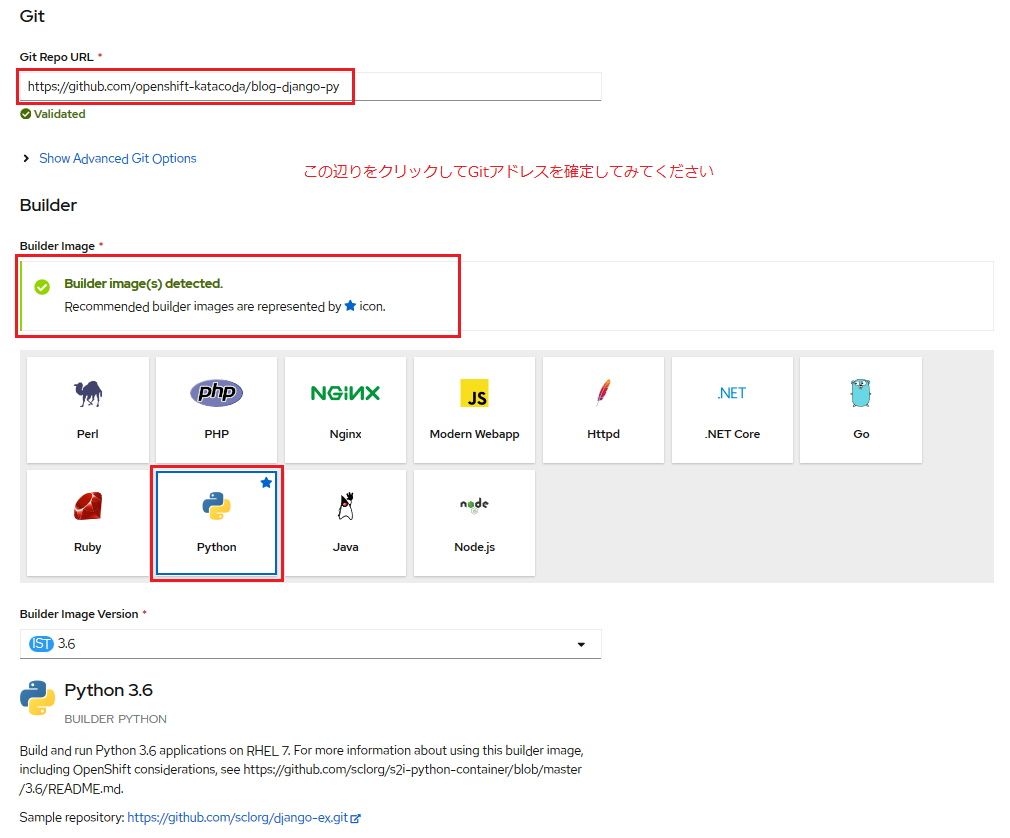 Git
Git Repo URL *
https://github.com/openshift-katacoda/blog-django-py
Validated
Show Advanced Git Options
この辺りをクリックしてGitアドレスを確定してみてください
Builder
Builder Image *
Builder image(s) detected.
Recommended builder images are represented by ★ icon.
php NGiNX JS .NET
Perl PHP Nginx Modern Webapp Httpd .NET Core Go
node
Ruby Python Java Node.js
Builder Image Version *
IST 3.6
Python 3.6
BUILDER PYTHON
Build and run Python 3.6 applications on RHEL 7. For more information about using this builder image,
including OpenShift considerations, see https://github.com/sclorg/s2i-python-container/blob/master
/3.6/README.md.
Sample repository: https://github.com/sclorg/django-ex.git